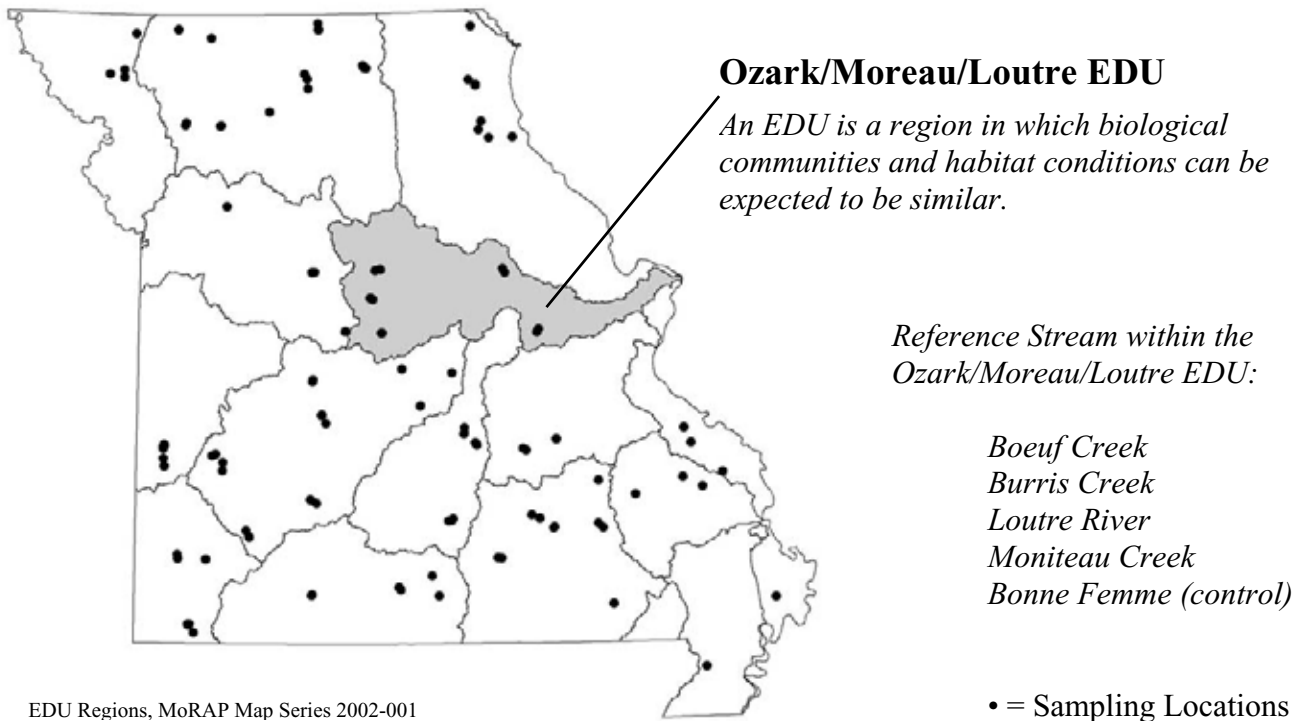 Ozark/Moreau/Loutre EDU
An EDU is a region in which biological
communities and habitat conditions can be
expected to be similar.
Reference Stream within the
Ozark/Moreau/Loutre EDU:
Boeuf Creek
Burris Creek
Loutre River
Moniteau Creek
Bonne Femme (control)
EDU Regions, MoRAP Map Series 2002-001
• = Sampling Locations